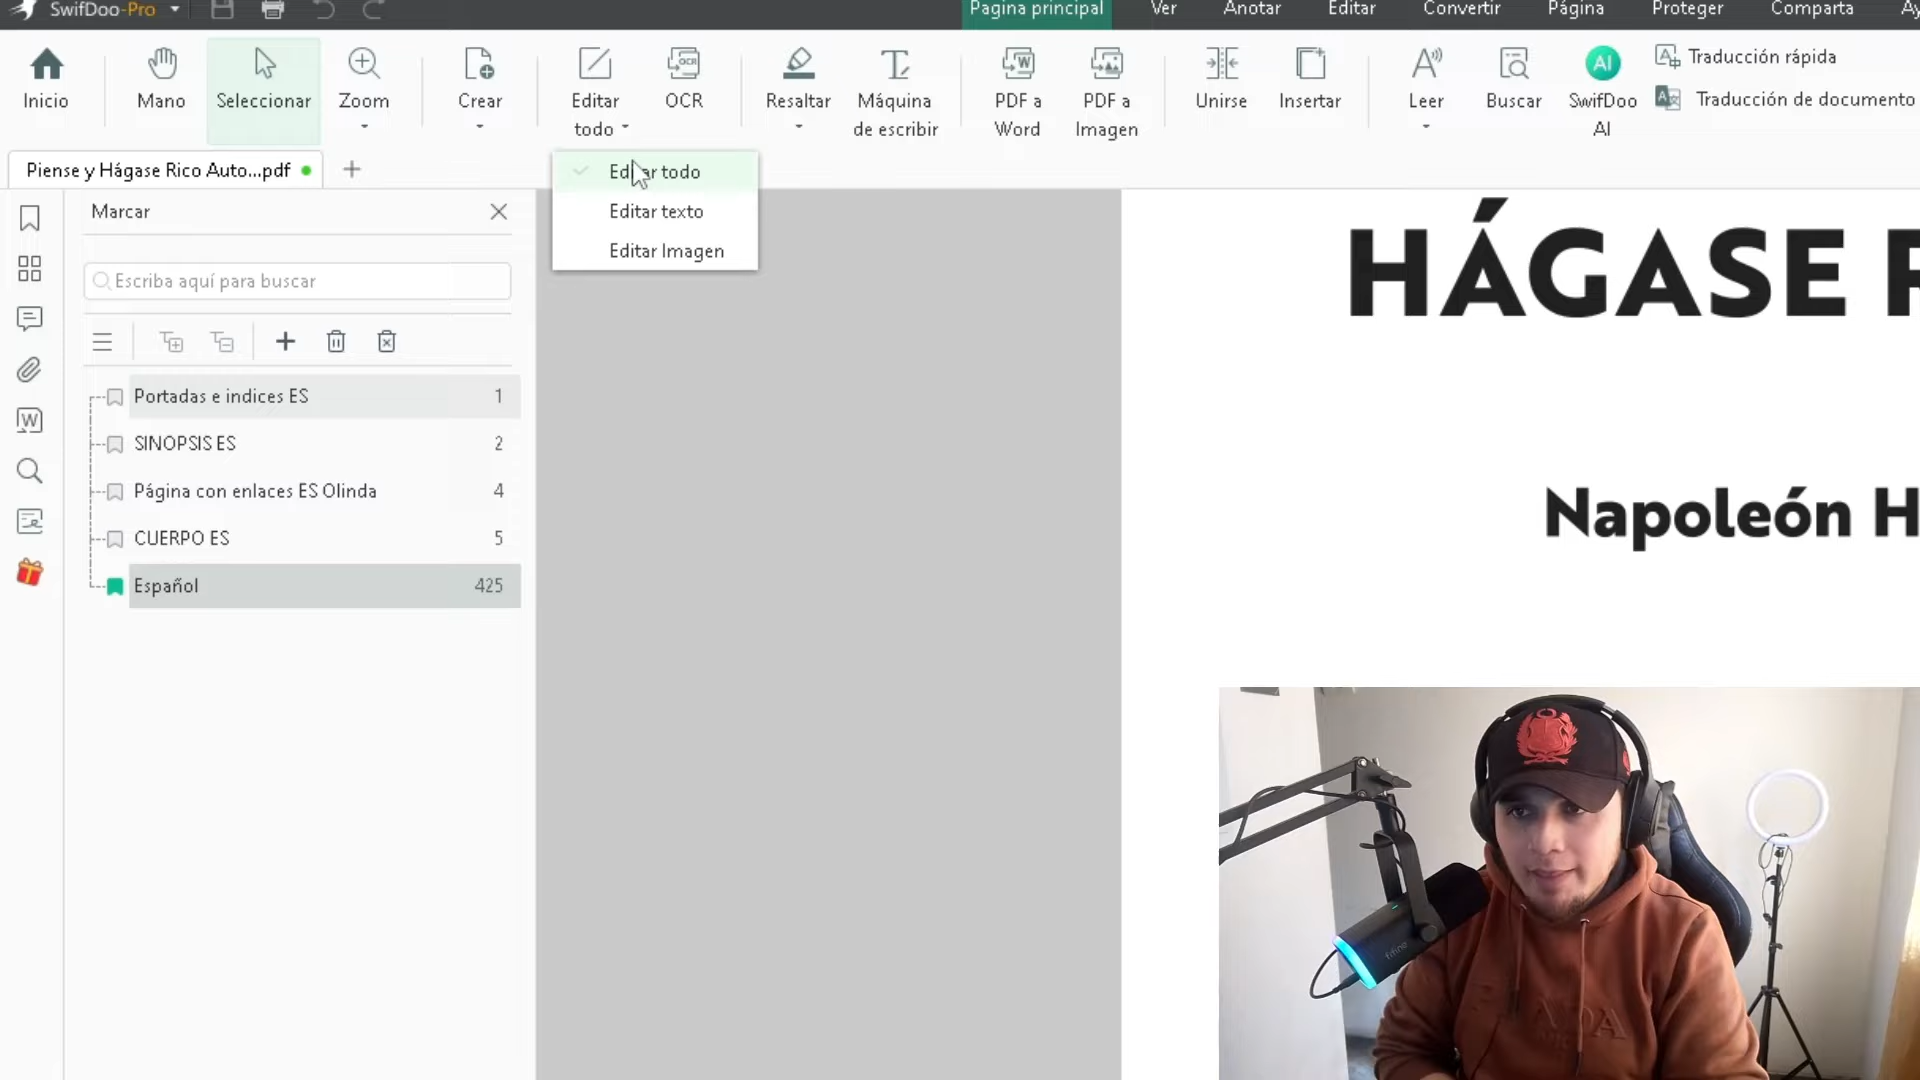 SwifDoo-Pro
Pagina principal
Ver
Anotar
Editar
Convertir
Página
Proteger
Comparta
Inicio
Mano
Seleccionar
Zoom
Crear
Editar
todo
OCR
Resaltar
Máquina
de escribir
PDF a
Word
PDF a
Imagen
Unirse
Insertar
Leer
Buscar
SwifDoo
AI
Traducción rápida
Traducción de documento
Piense y Hágase Rico Auto...pdf
Editar todo
Editar texto
Editar Imagen
Marcar
Escriba aquí para buscar
Portadas e indices ES 1
SINOPSIS ES 2
Página con enlaces ES Olinda 4
CUERPO ES 5
Español 425
HÁGASE R
Napoleón H
fifine